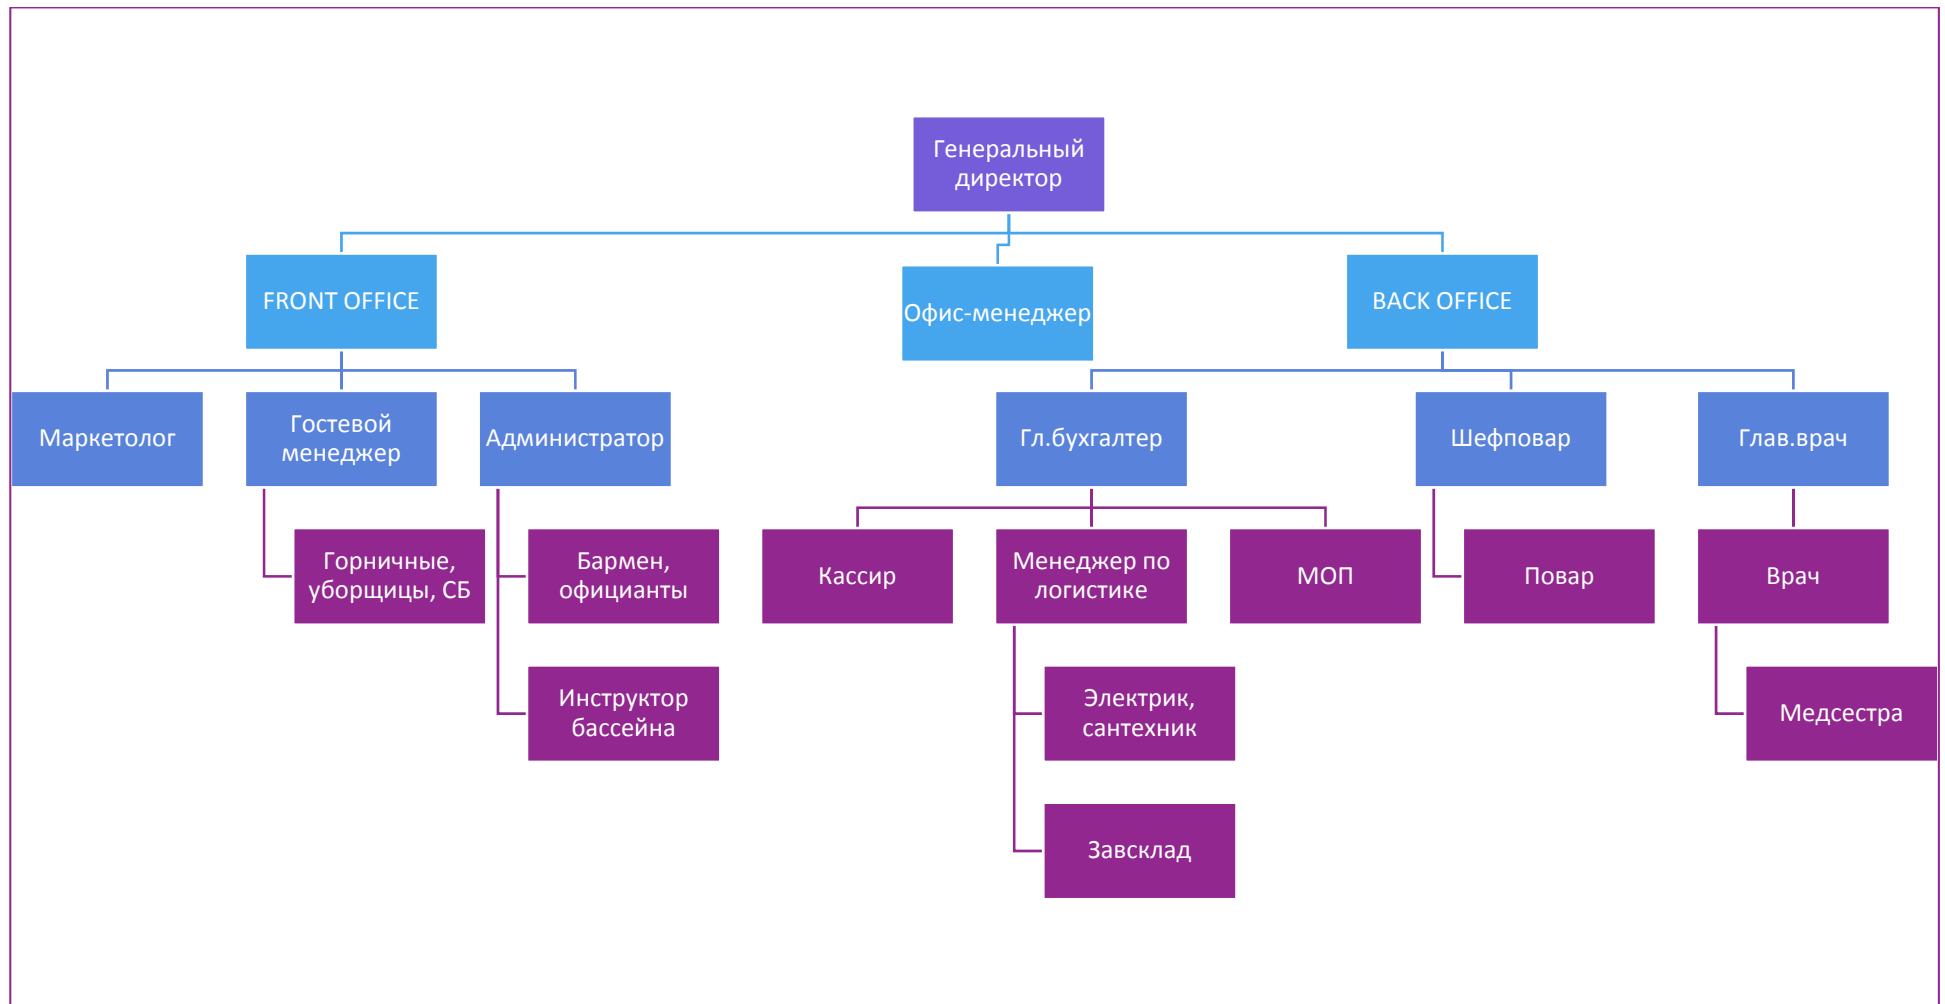 Генеральный
директор
FRONT OFFICE
Офис-менеджер
BACK OFFICE
Маркетолог
Гостевой
менеджер
Администратор
Гл.бухгалтер
Шефповар
Глав.врач
Горничные,
уборщицы, СБ
Бармен,
официанты
Кассир
Менеджер по
логистике
МОП
Повар
Врач
Инструктор
бассейна
Электрик,
сантехник
Медсестра
Завсклад